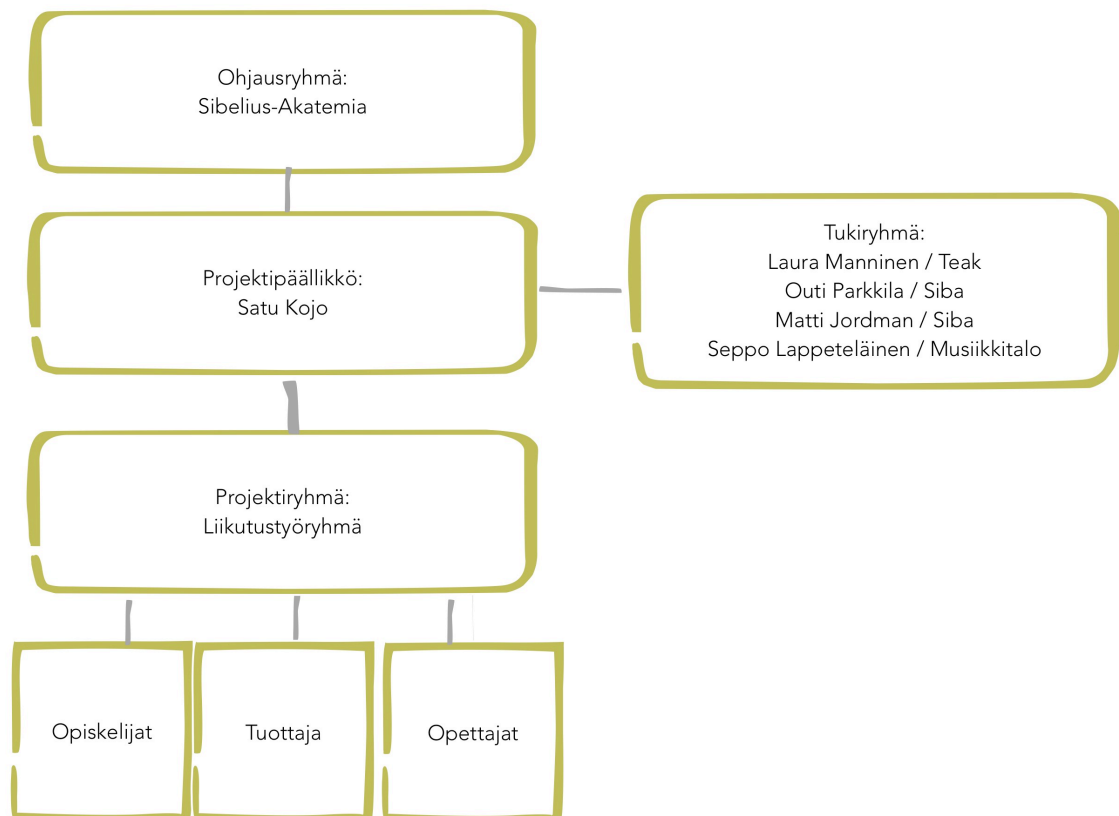 Ohjausryhmä:
Sibelius-Akatemia
Projektipäällikkö:
Satu Kojo
Tukiryhmä:
Laura Manninen / Teak
Outi Parkkila / Siba
Matti Jordman / Siba
Seppo Lappeteläinen / Musiikkitalo
Projektiryhmä:
Liikutustyöryhmä
Opiskelijat
Tuottaja
Opettajat